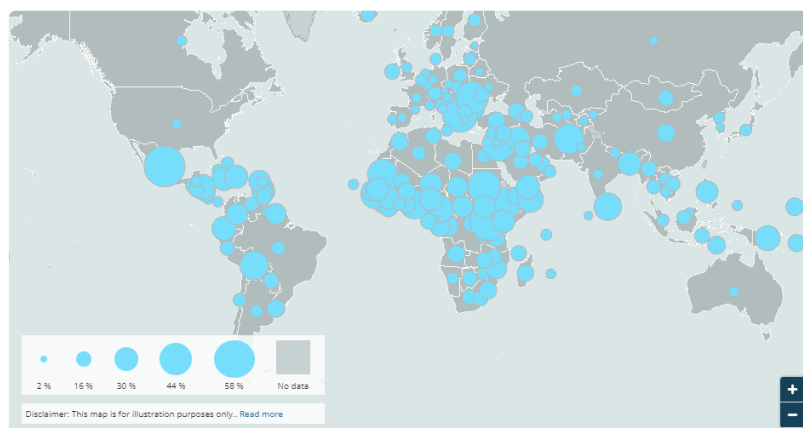 2 % 16 % 30 % 44 % 58 % No data
Disclaimer: This map is for illustration purposes only.. Read more
+
−